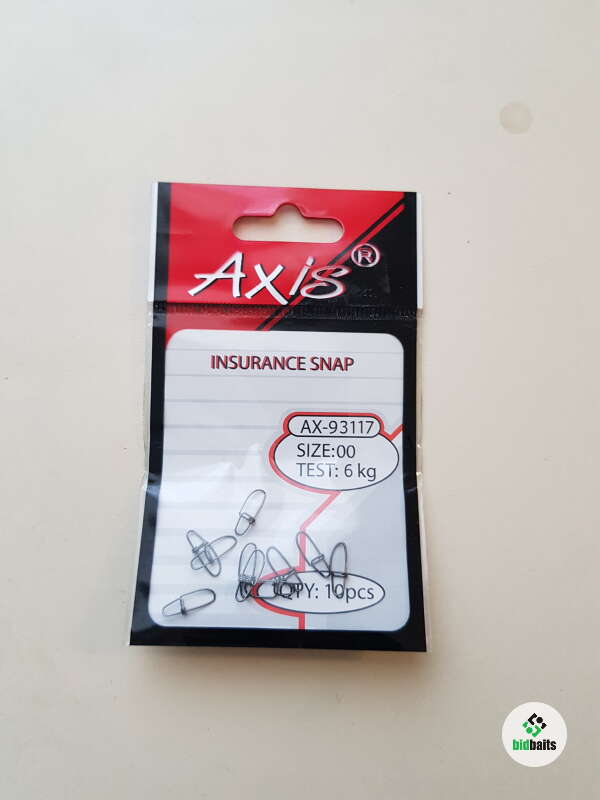 Axis®
INSURANCE SNAP
AX-93117
SIZE:00
TEST: 6 kg
QTY: 10pcs
bidbaits